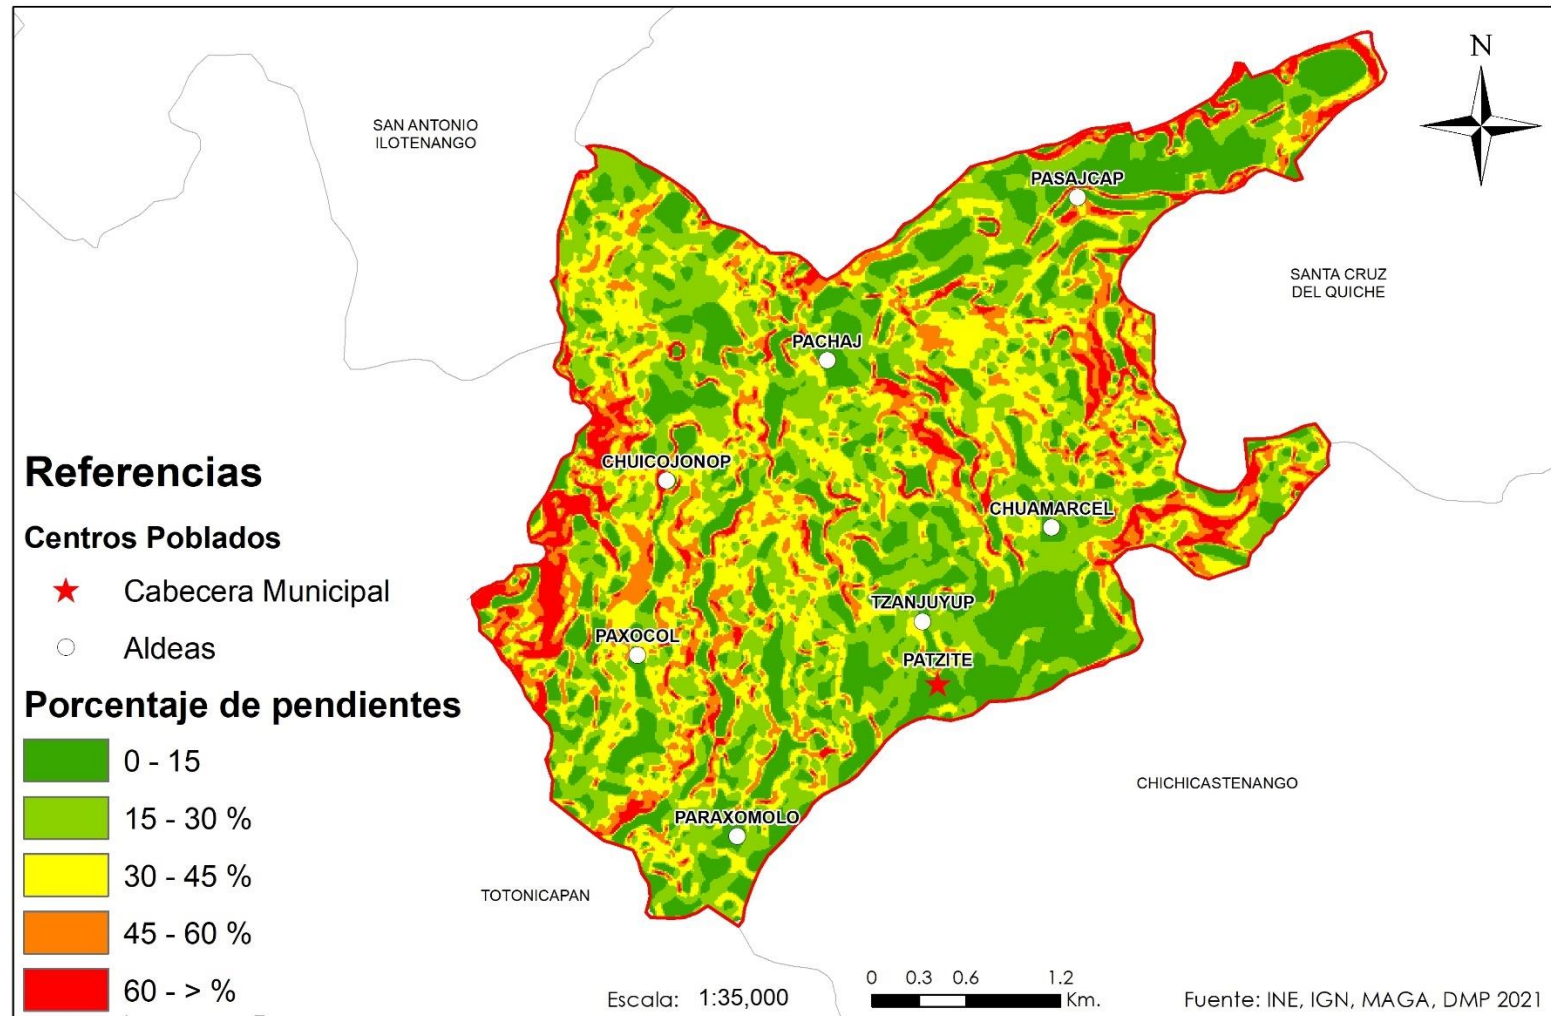 N
SAN ANTONIO
ILOTENANGO
PASAJCAP
SANTA CRUZ
DEL QUICHE
PACHAJ
CHUICOJONOP
CHUAMARCEL
TZANJUYUP
PAXOCOL
PATZITE
PARAXOMOLO
CHICHICASTENANGO
TOTONICAPAN
Referencias
Centros Poblados
Cabecera Municipal
Aldeas
Porcentaje de pendientes
0 - 15
15 - 30 %
30 - 45 %
45 - 60 %
60 - > %
Escala: 1:35,000
0 0.3 0.6 1.2
Km.
Fuente: INE, IGN, MAGA, DMP 2021